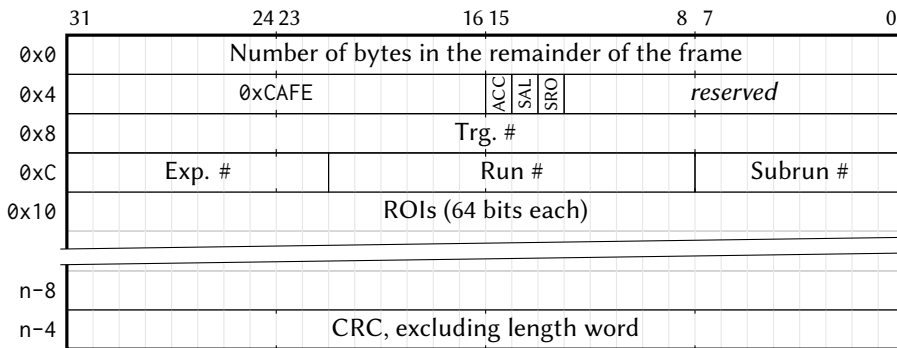 31 24 23 16 15 8 7 0
0x0 Number of bytes in the remainder of the frame
0x4 0xCAFE ACC SAL SRO reserved
0x8 Trg. #
0xC Exp. # Run # Subrun #
0x10 ROIs (64 bits each)
n-8
n-4 CRC, excluding length word